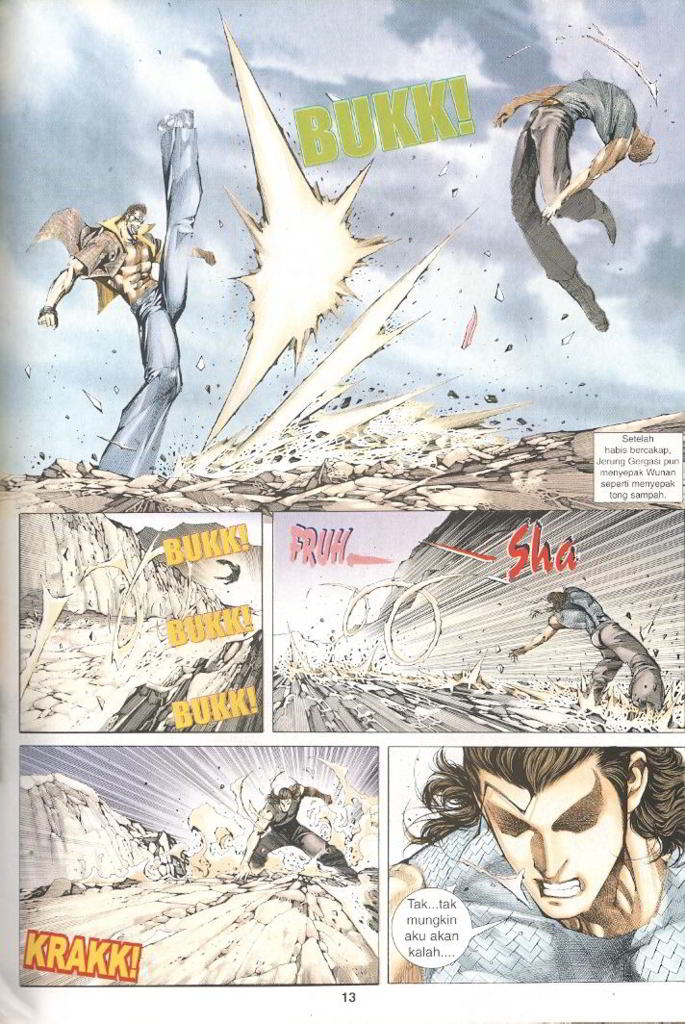 BUKK!
Setelah
habis bercakap,
Jerung Gergasi pun
menyepak Wunan
seperti menyepak
tong sampah.
BUKK!
BUKK!
BUKK!
FRUH
Sha
KRAKK!
Tak...tak
mungkin
aku akan
kalah....
13